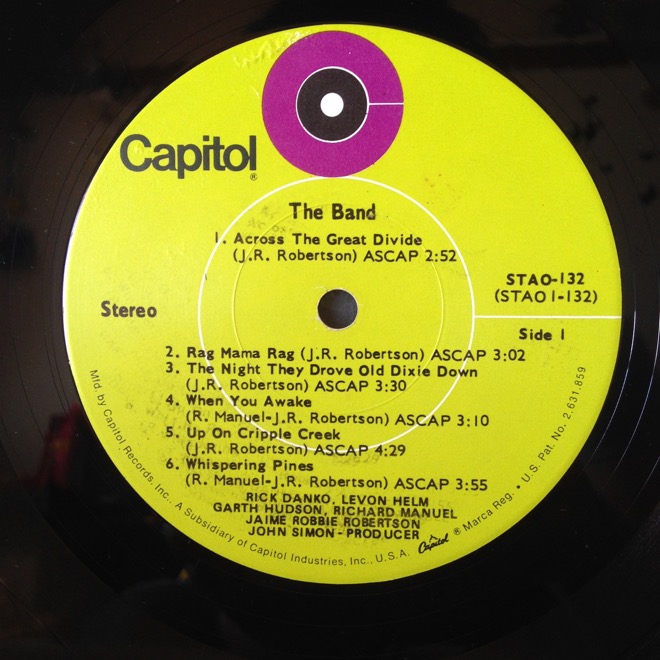 Capitol®
The Band
1. Across The Great Divide
(J.R. Robertson) ASCAP 2:52
STAO-132
(STAO 1-132)
Stereo
Side 1
2. Rag Mama Rag (J.R. Robertson) ASCAP 3:02
3. The Night They Drove Old Dixie Down
(J.R. Robertson) ASCAP 3:30
4. When You Awake
(R. Manuel-J.R. Robertson) ASCAP 3:10
5. Up On Cripple Creek
(J.R. Robertson) ASCAP 4:29
6. Whispering Pines
(R. Manuel-J.R. Robertson) ASCAP 3:55
RICK DANKO, LEVON HELM
GARTH HUDSON, RICHARD MANUEL
JAIME ROBBIE ROBERTSON
JOHN SIMON-PRODUCER
Mfd. by Capitol Records, Inc., A Subsidiary of Capitol Industries, Inc., U.S.A. Capitol ® Marca Reg. • U.S. Pat. No. 2,631,859